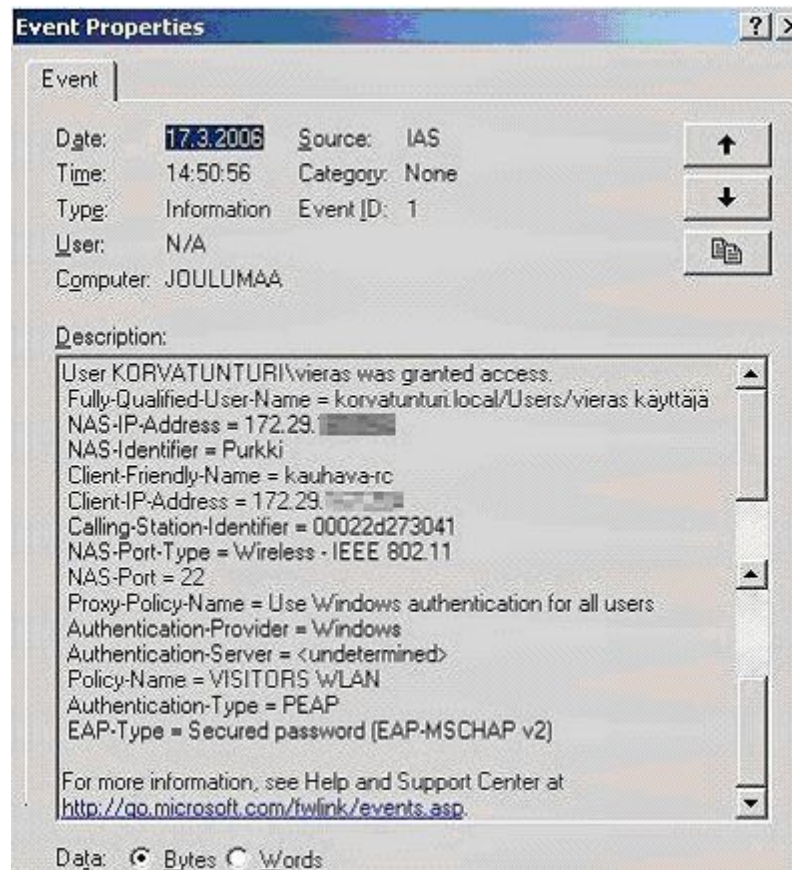 Event Properties
Event
Date: 17.3.2006 Source: IAS
Time: 14:50:56 Category: None
Type: Information Event ID: 1
User: N/A
Computer: JOULUMAA
Description:
User KORVATUNTURI\vieras was granted access.
Fully-Qualified-User-Name = korvatunturi.local/Users/vieras käyttäjä
NAS-IP-Address = 172.29.
NAS-Identifier = Purkki
Client-Friendly-Name = kauhava-rc
Client-IP-Address = 172.29.
Calling-Station-Identifier = 00022d273041
NAS-Port-Type = Wireless - IEEE 802.11
NAS-Port = 22
Proxy-Policy-Name = Use Windows authentication for all users
Authentication-Provider = Windows
Authentication-Server = <undetermined>
Policy-Name = VISITORS WLAN
Authentication-Type = PEAP
EAP-Type = Secured password (EAP-MSCHAP v2)
For more information, see Help and Support Center at
http://go.microsoft.com/fwlink/events.asp.
Data: Bytes Words